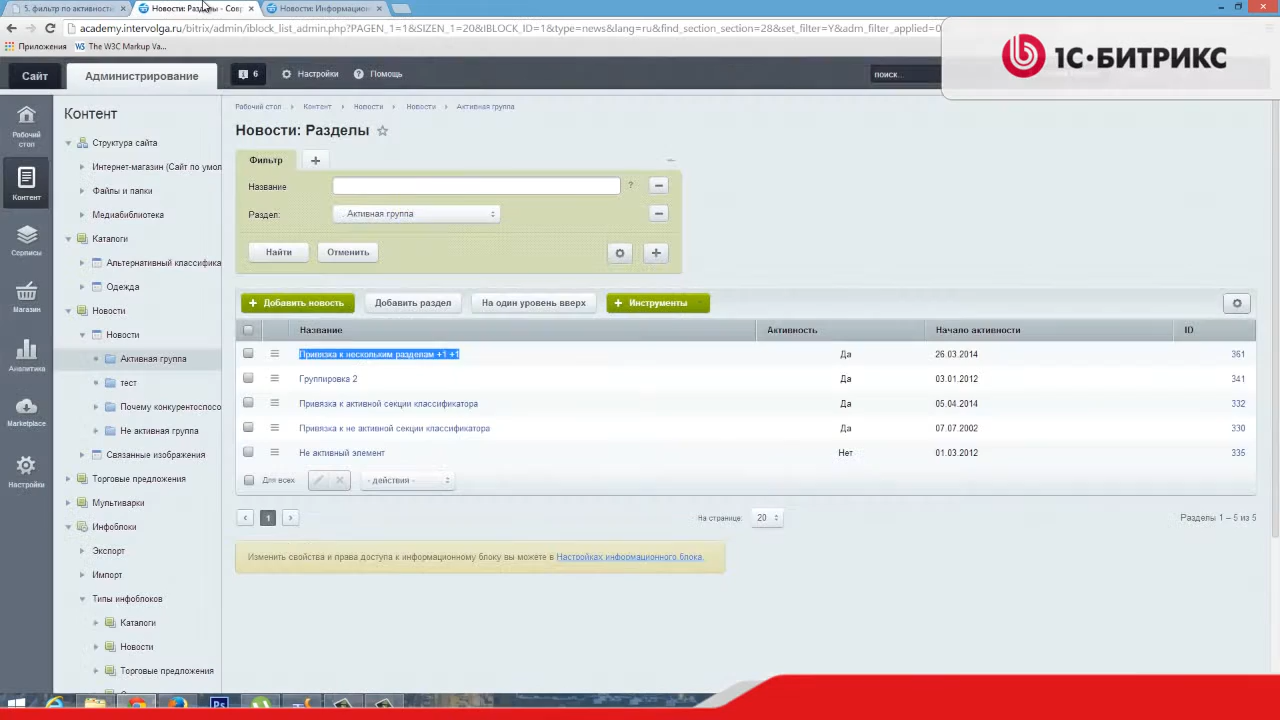 5. фильтр по активности
Новости: Разделы - Сов
Новости: Информацион
academy.intervolga.ru/bitrix/admin/iblock_list_admin.php?PAGEN_1=1&SIZEN_1=20&IBLOCK_ID=1&type=news&lang=ru&find_section_section=28&set_filter=Y&adm_filter_applied=0
Приложения
The W3C Markup Va...
1С·БИТРИКС
Сайт
Администрирование
6
Настройки
Помощь
поиск...
Рабочий стол
Контент
Сервисы
Магазин
Аналитика
Marketplace
Настройки
Контент
Структура сайта
Интернет-магазин (Сайт по умол
Файлы и папки
Медиабиблиотека
Каталоги
Альтернативный классифика
Одежда
Новости
Новости
Активная группа
тест
Почему конкурентоспосо
Не активная группа
Связанные изображения
Торговые предложения
Мультиварки
Инфоблоки
Экспорт
Импорт
Типы инфоблоков
Каталоги
Новости
Торговые предложения
Рабочий стол › Контент › Новости › Новости › Активная группа
Новости: Разделы
Фильтр
Название
?
Раздел:
. Активная группа
Найти
Отменить
+ Добавить новость
Добавить раздел
На один уровень вверх
+ Инструменты
Название Активность Начало активности ID
Привязка к нескольким разделам +1 +1 Да 26.03.2014 361
Группировка 2 Да 03.01.2012 341
Привязка к активной секции классификатора Да 05.04.2014 332
Привязка к не активной секции классификатора Да 07.07.2002 330
Не активный элемент Нет 01.03.2012 335
Для всех
- действия -
1
На странице: 20
Разделы 1 – 5 из 5
Изменить свойства и права доступа к информационному блоку вы можете в Настройках информационного блока.